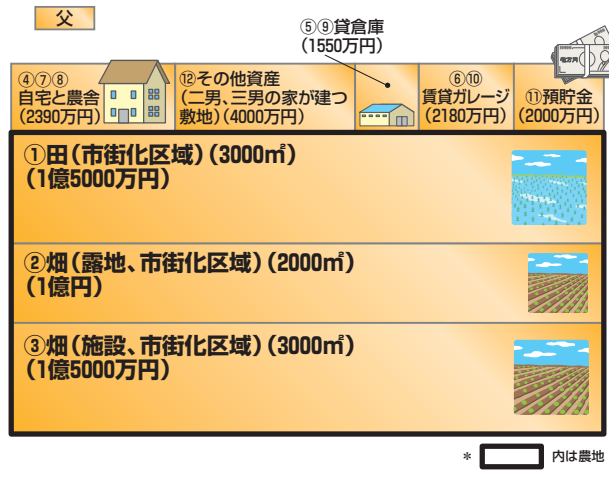 父
⑤⑨貸倉庫
(1550万円)
④⑦⑧
自宅と農舎
(2390万円)
⑫その他資産
(二男、三男の家が建つ
敷地)(4000万円)
⑥⑩
賃貸ガレージ
(2180万円)
⑪預貯金
(2000万円)
①田(市街化区域)(3000㎡)
(1億5000万円)
②畑(露地、市街化区域)(2000㎡)
(1億円)
③畑(施設、市街化区域)(3000㎡)
(1億5000万円)
* 内は農地